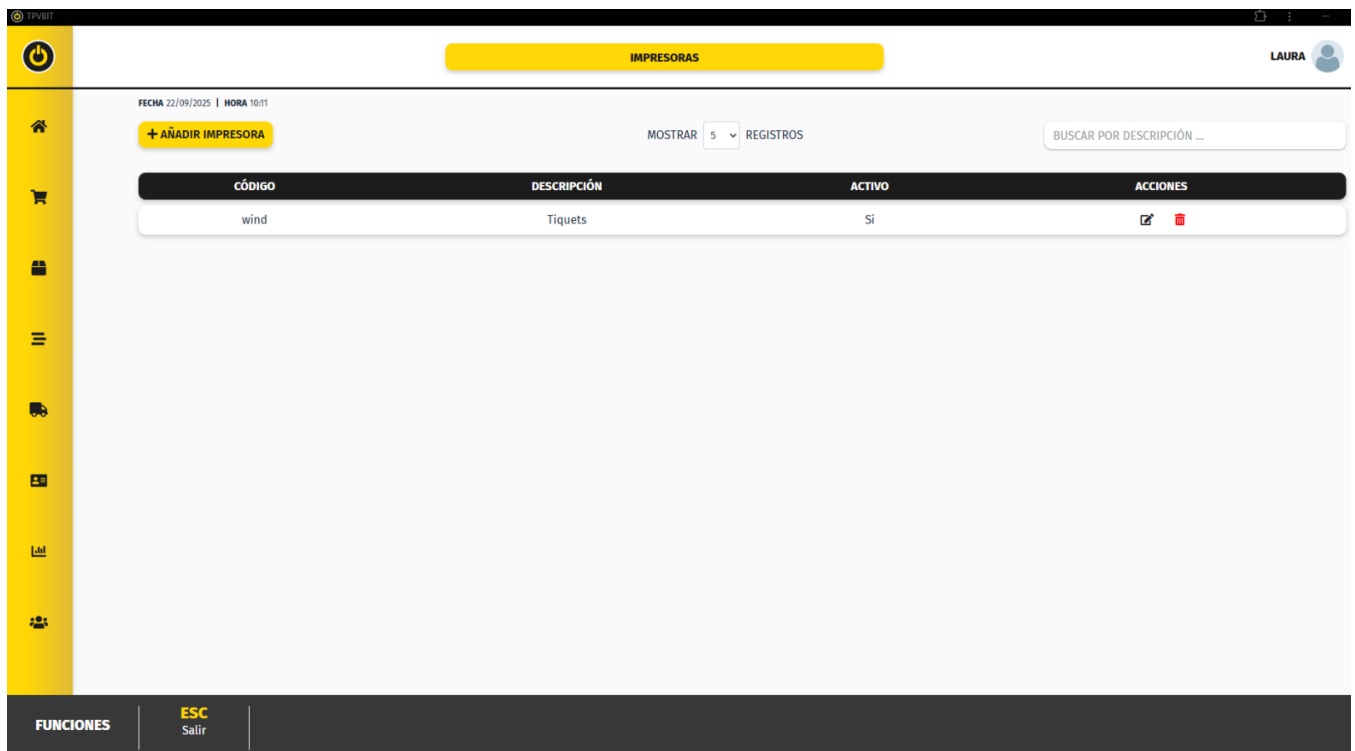 TPVBIT
IMPRESORAS
LAURA
FECHA 22/09/2025 | HORA 10:11
+ AÑADIR IMPRESORA
MOSTRAR 5 REGISTROS
BUSCAR POR DESCRIPCIÓN ...
CÓDIGO DESCRIPCIÓN ACTIVO ACCIONES
wind Tiquets Sí
FUNCIONES
ESC
Salir